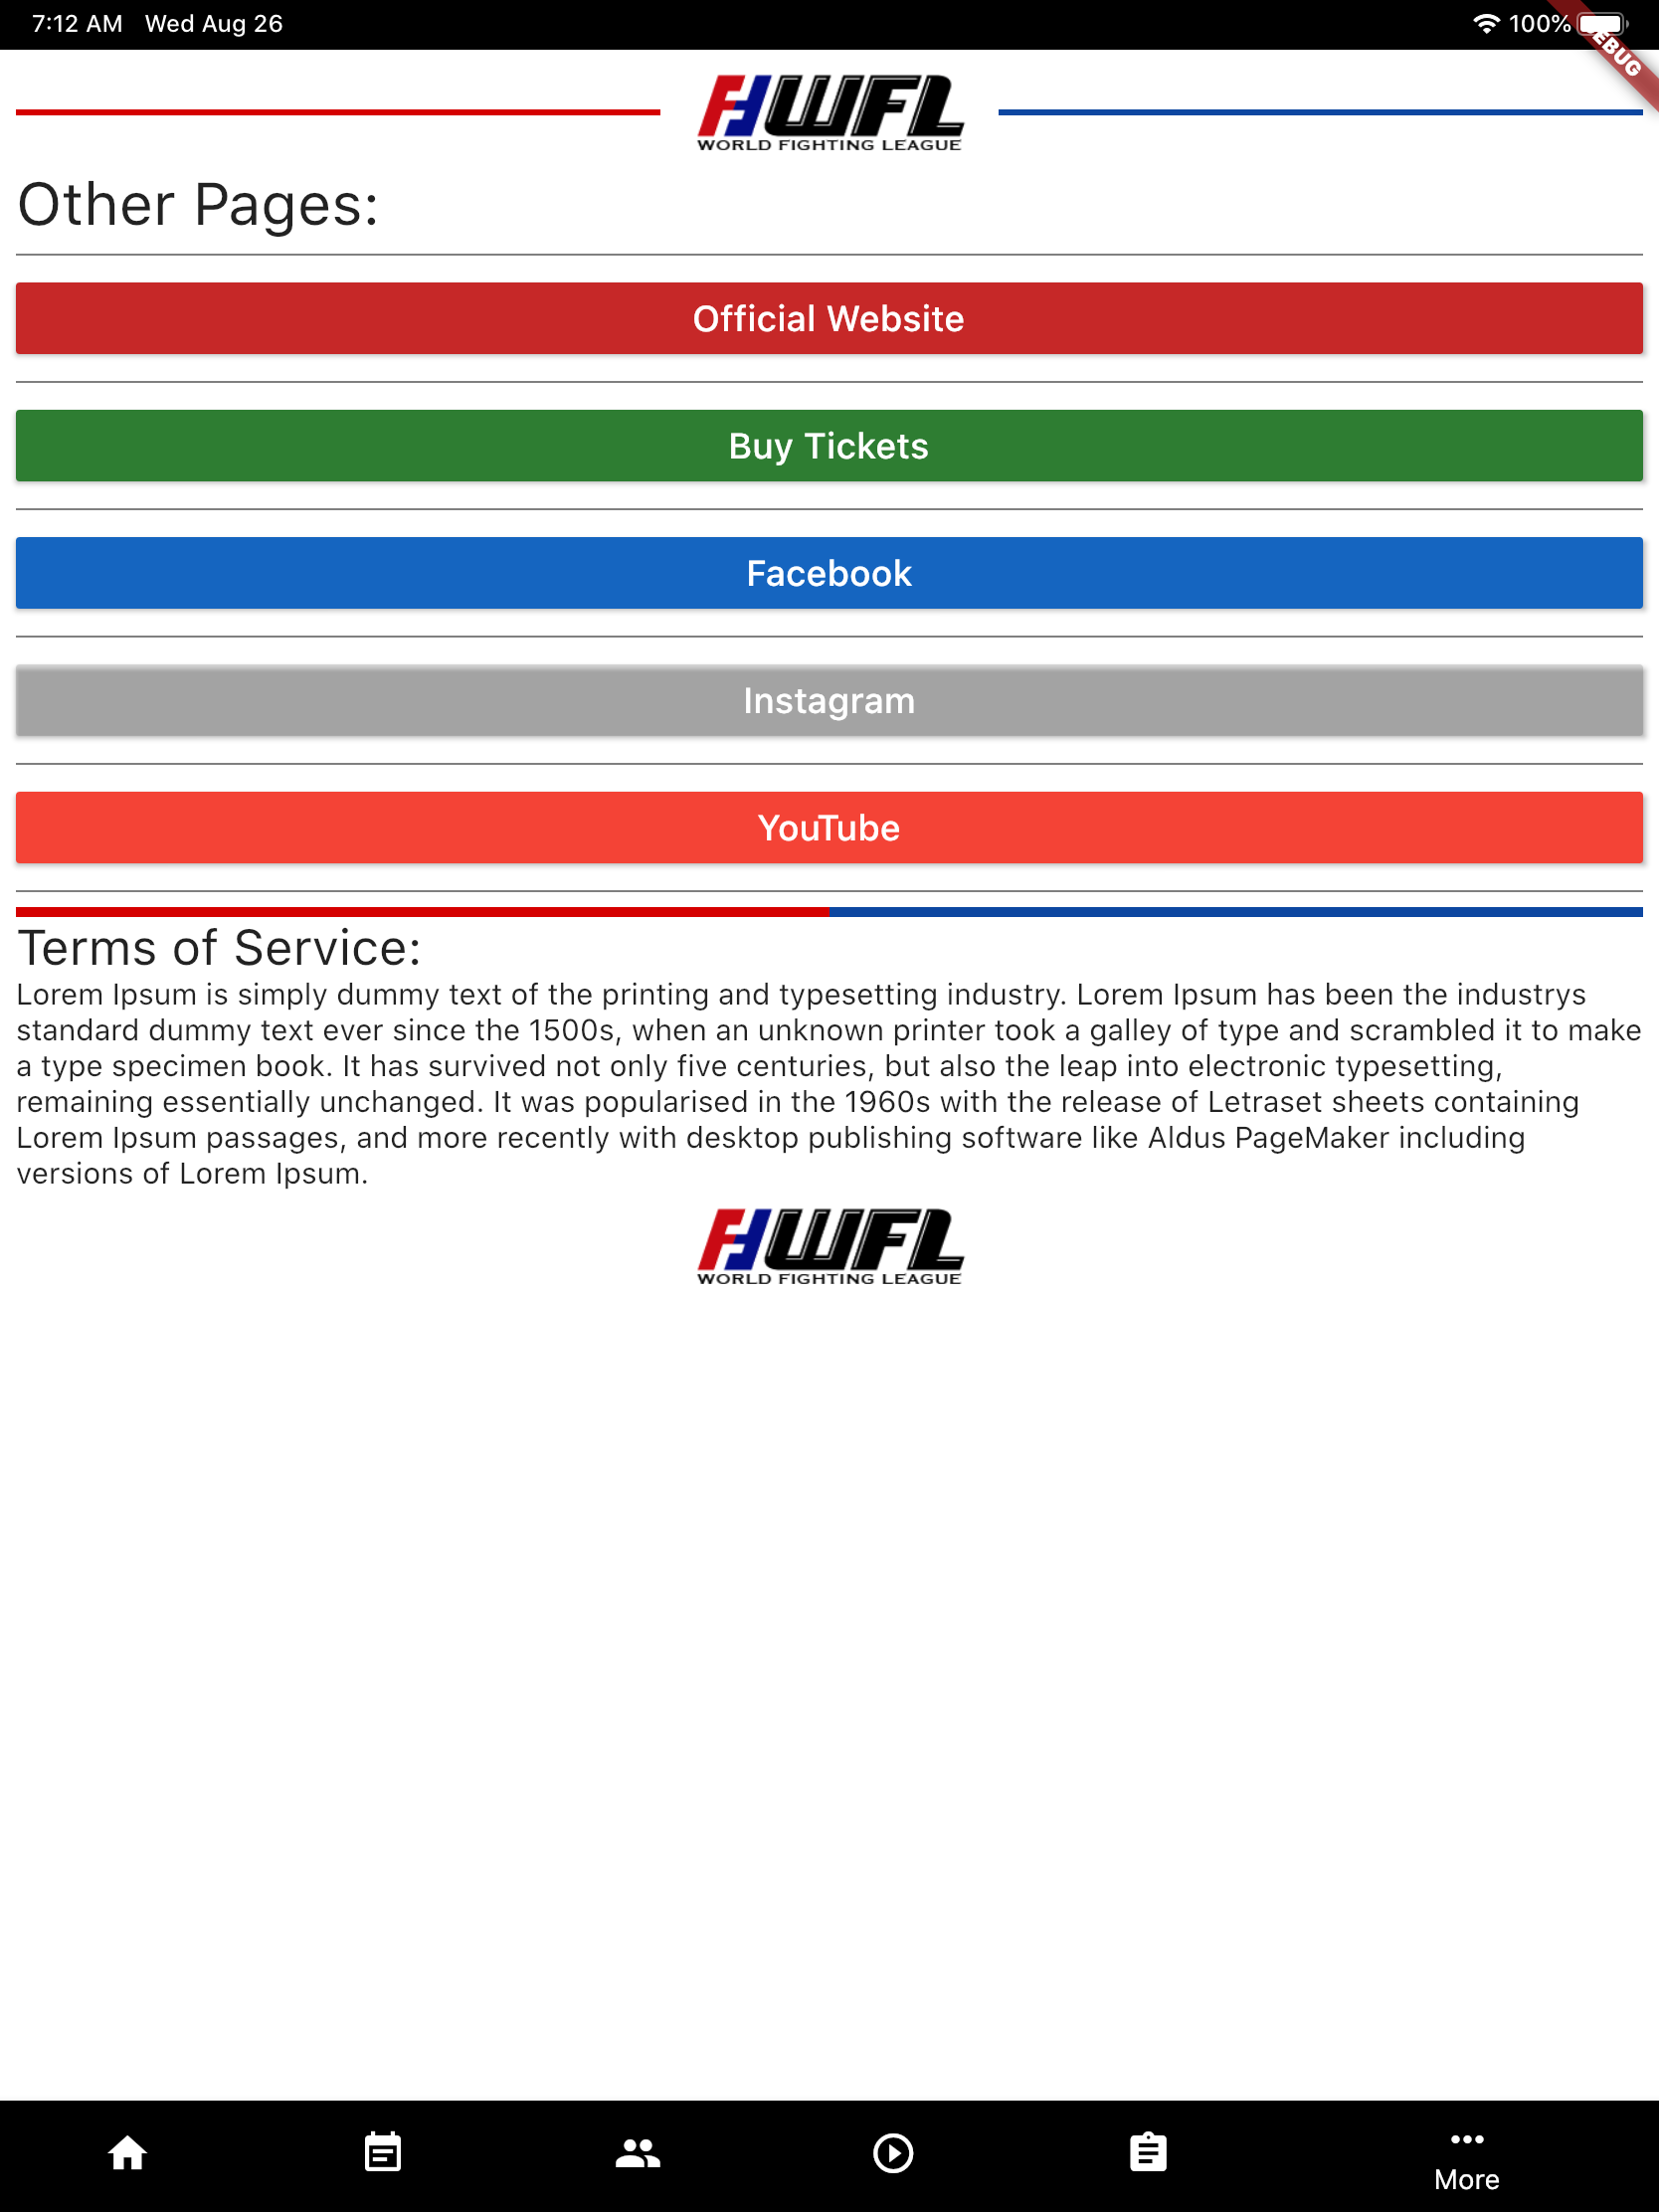 7:12 AM Wed Aug 26 100%
EBUG
WFL
WORLD FIGHTING LEAGUE
Other Pages:
Official Website
Buy Tickets
Facebook
Instagram
YouTube
Terms of Service:
Lorem Ipsum is simply dummy text of the printing and typesetting industry. Lorem Ipsum has been the industrys
standard dummy text ever since the 1500s, when an unknown printer took a galley of type and scrambled it to make
a type specimen book. It has survived not only five centuries, but also the leap into electronic typesetting,
remaining essentially unchanged. It was popularised in the 1960s with the release of Letraset sheets containing
Lorem Ipsum passages, and more recently with desktop publishing software like Aldus PageMaker including
versions of Lorem Ipsum.
WFL
WORLD FIGHTING LEAGUE
More